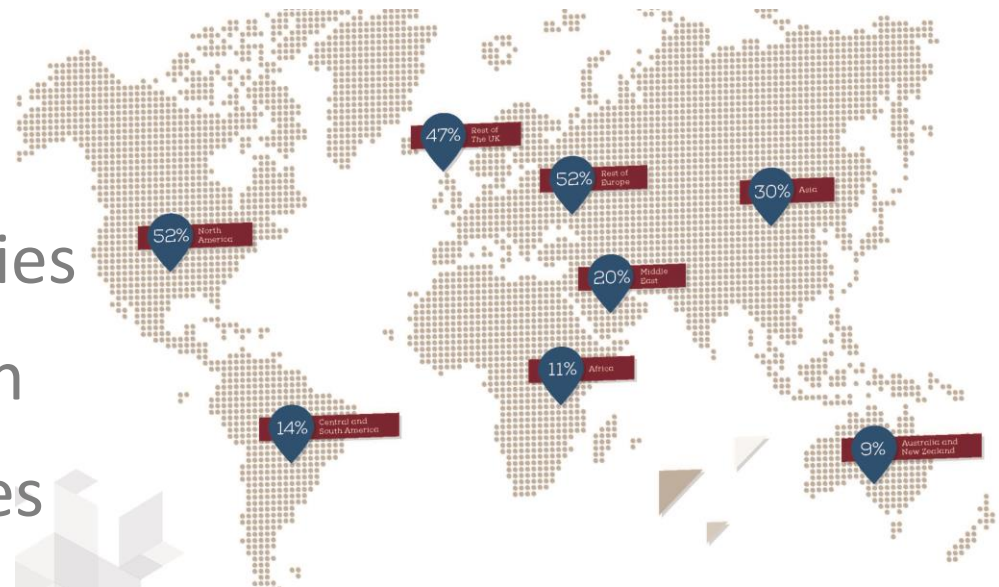 47%
Rest of
The UK
52%
Rest of
Europe
30%
Asia
52%
North
America
ies
20%
Middle
East
n
11%
Africa
14%
Central and
South America
9%
Australia and
New Zealand
es